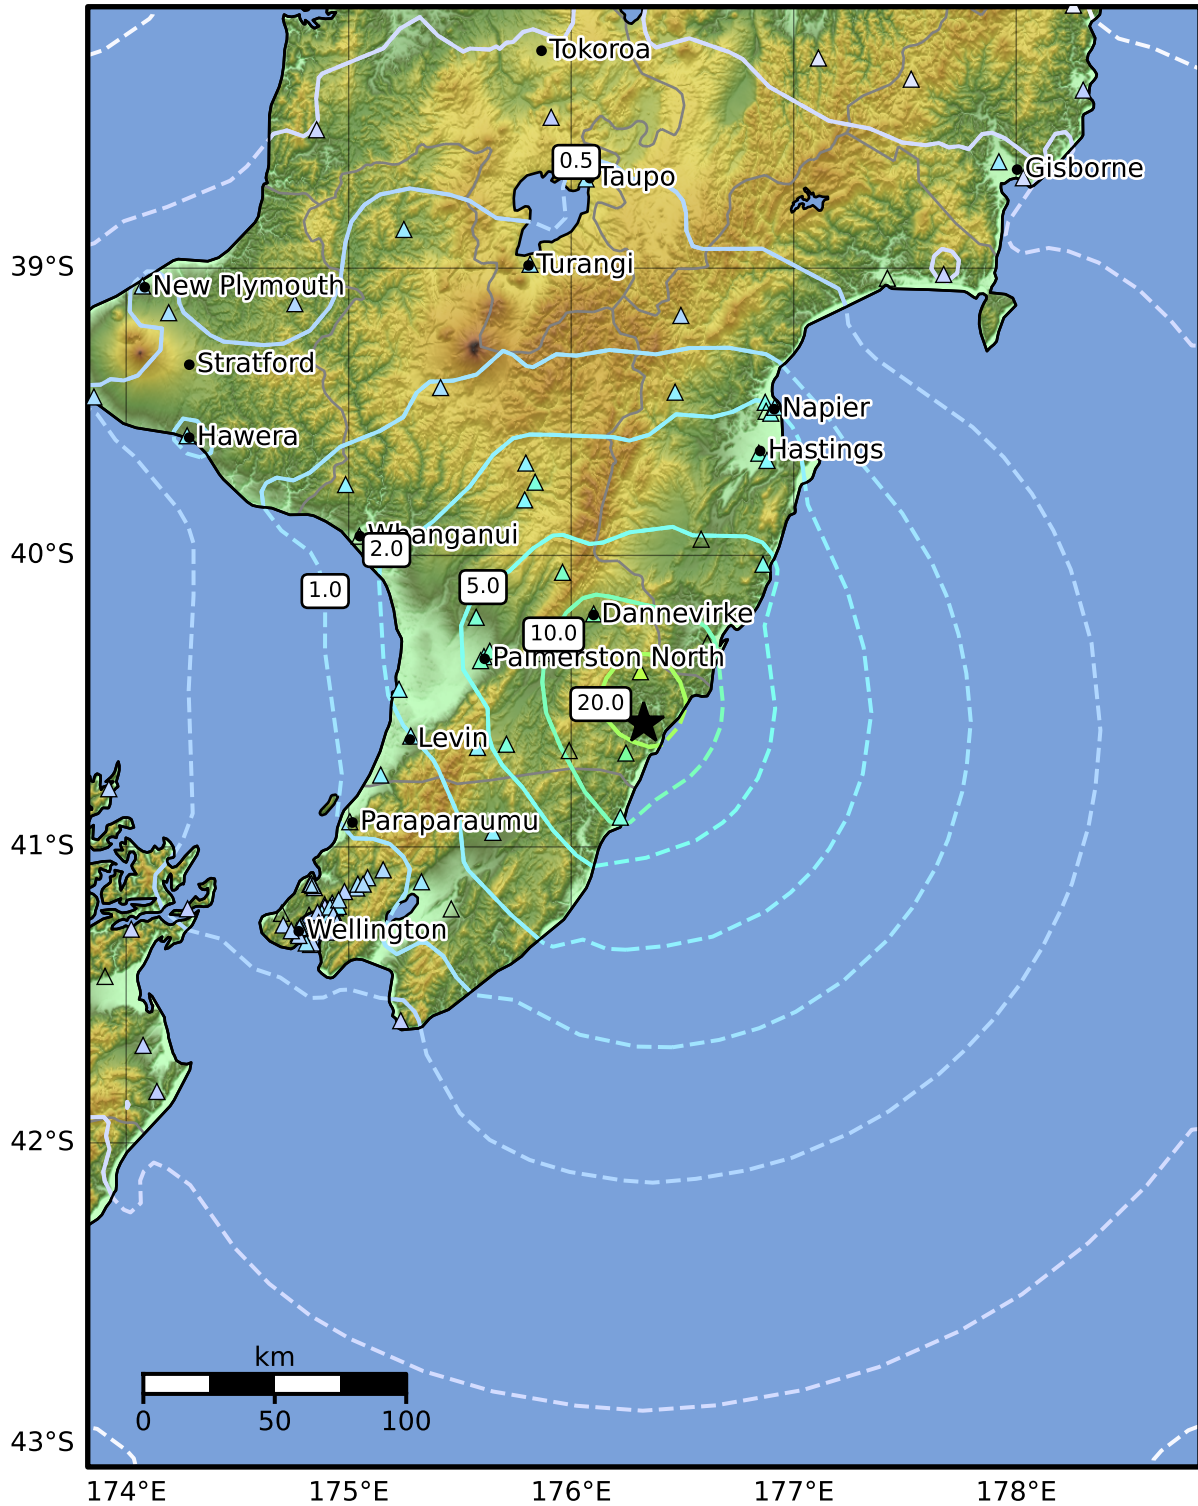 Tokoroa
0.5
Taupo
Gisborne
39°S
Turangi
New Plymouth
Stratford
Napier
Hawera
Hastings
Whanganui
2.0
40°S
1.0
5.0
Dannevirke
10.0
Palmerston North
20.0
Levin
Paraparaumu
41°S
Wellington
42°S
km
0 50 100
43°S
174°E 175°E 176°E 177°E 178°E